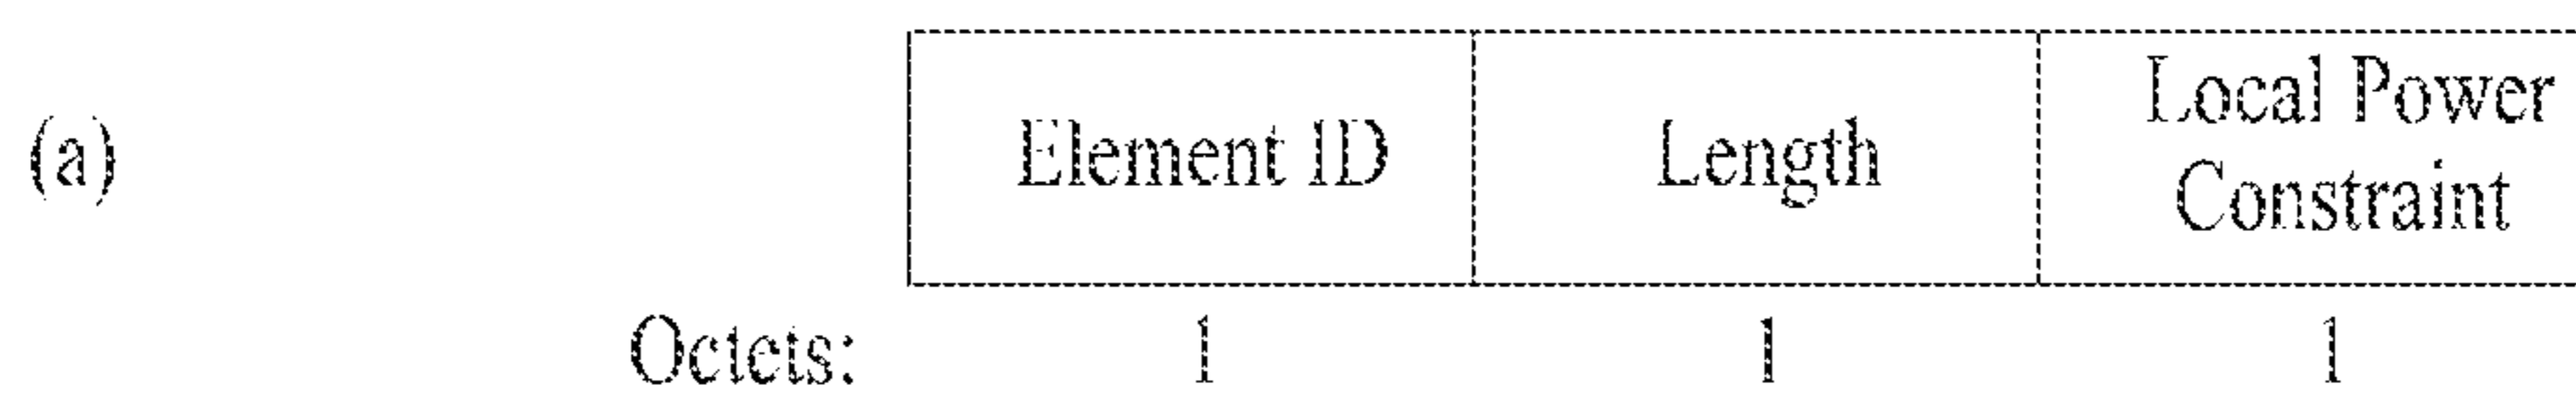 (a) Element ID Length Local Power Constraint
Octets: 1 1 1